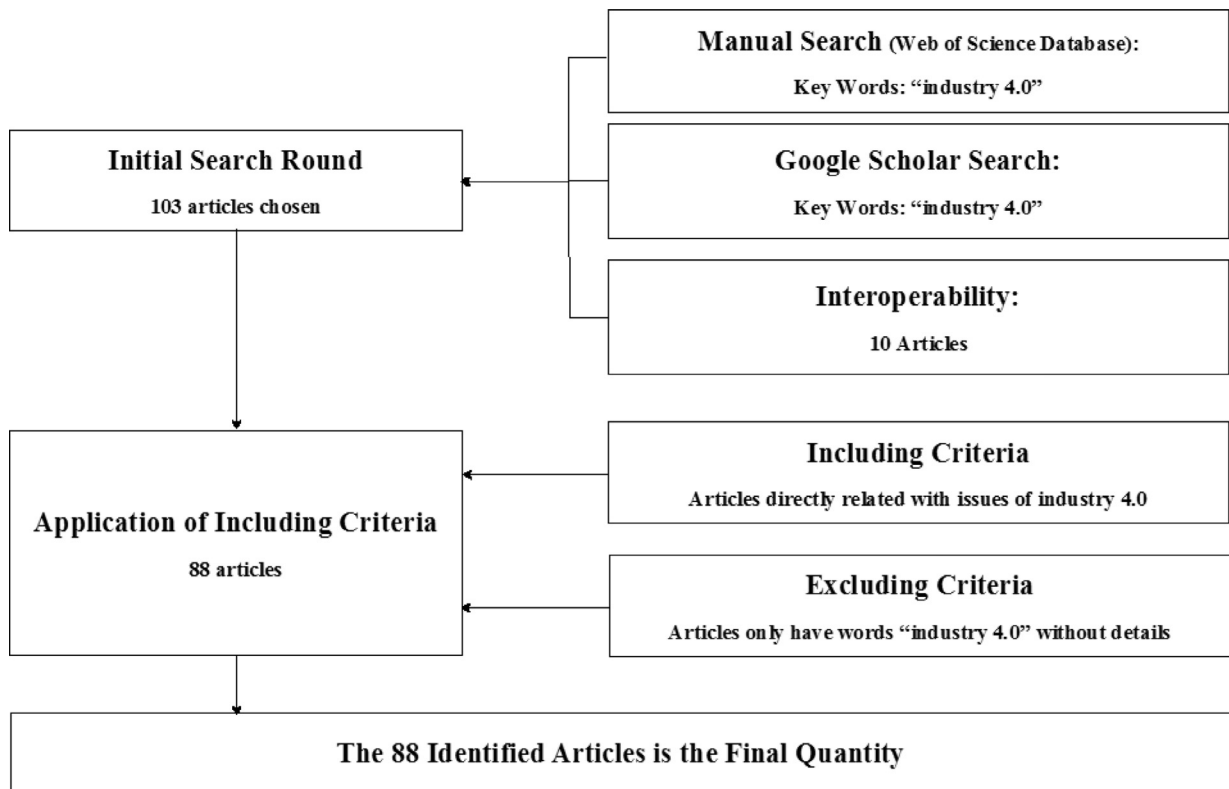 Manual Search (Web of Science Database):
Key Words: “industry 4.0”
Initial Search Round
103 articles chosen
Google Scholar Search:
Key Words: “industry 4.0”
Interoperability:
10 Articles
Application of Including Criteria
88 articles
Including Criteria
Articles directly related with issues of industry 4.0
Excluding Criteria
Articles only have words “industry 4.0” without details
The 88 Identified Articles is the Final Quantity